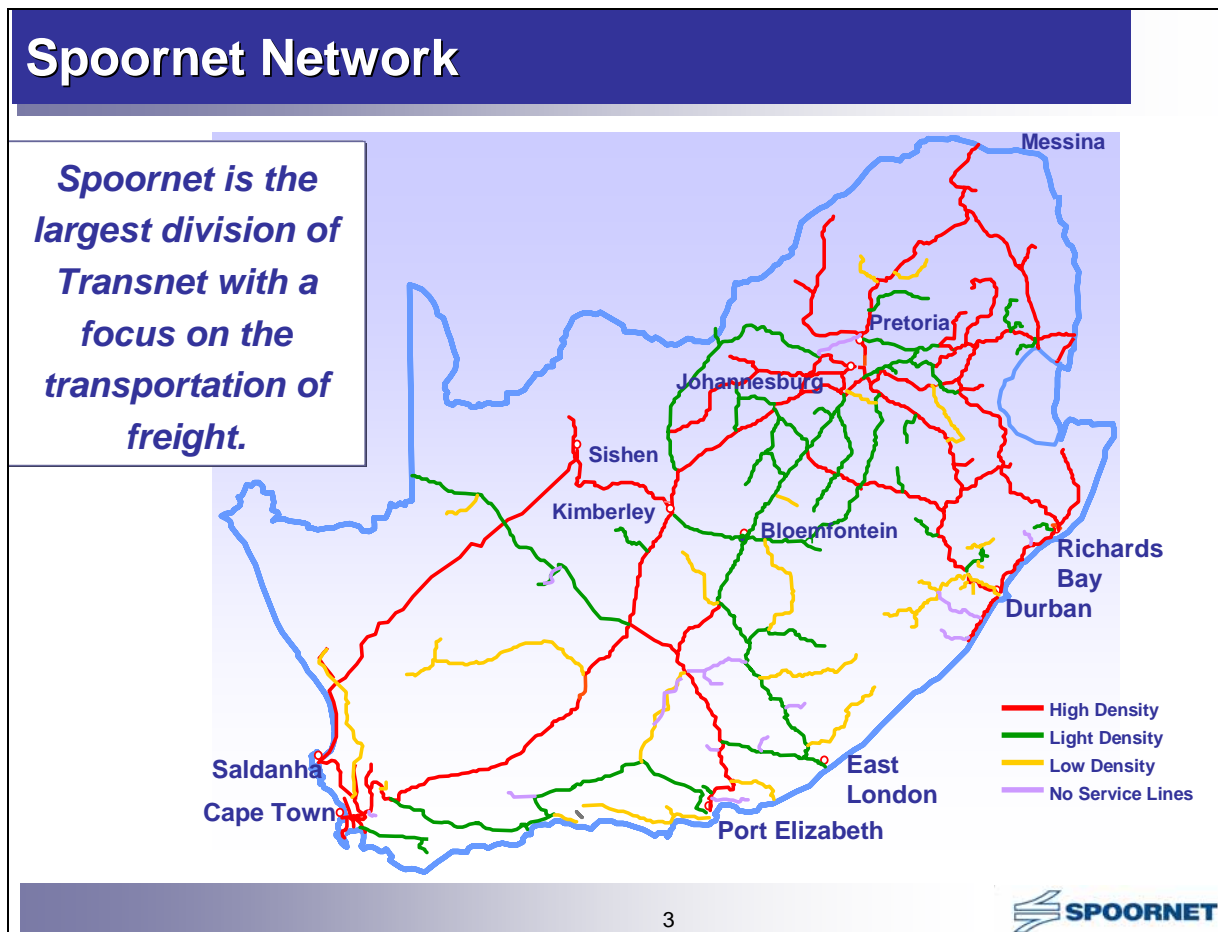 Spoornet Network
Spoornet is the
largest division of
Transnet with a
focus on the
transportation of
freight.
Messina
Pretoria
Johannesburg
Sishen
Kimberley
Bloemfontein
Richards
Bay
Durban
High Density
Light Density
Low Density
No Service Lines
Saldanha
East
London
Cape Town
Port Elizabeth
3
SPOORNET